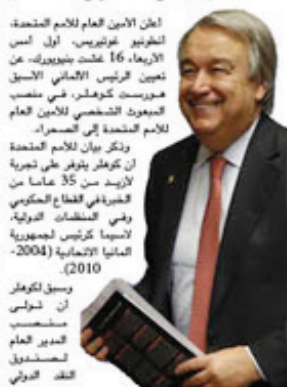 أعلن الأمين العام للأمم المتحدة،
انطونيو غوتيريس، أول أمس
الأربعاء 16 غشت بنيويورك، عن
تعيين الرئيس الألماني الأسبق
هورست كوهلر، في منصب
المبعوث الشخصي للأمين العام
للأمم المتحدة إلى الصحراء.
وذكر بيان للأمم المتحدة
أن كوهلر يتوفر على تجربة
لأزيد من 35 عاما من
الخبرة في القطاع الحكومي
وفي المنظمات الدولية،
لاسيما كرئيس لجمهورية
ألمانيا الاتحادية (2004-
2010).
وسبق لكوهلر
أن تولى
منصب
المدير العام
لصندوق
النقد الدولي